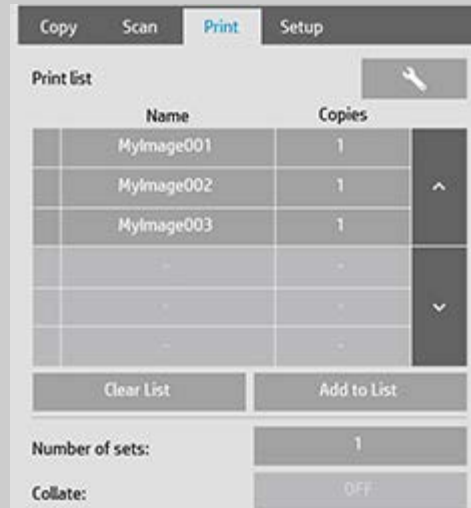 Copy Scan Print Setup
Print list
Name Copies
MyImage001 1
MyImage002 1
MyImage003 1
- -
- -
- -
Clear List Add to List
Number of sets: 1
Collate: OFF